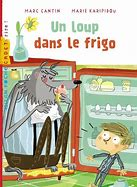 MARC CANTIN · MARIE KARIPIDOU
Un Loup
dans le frigo